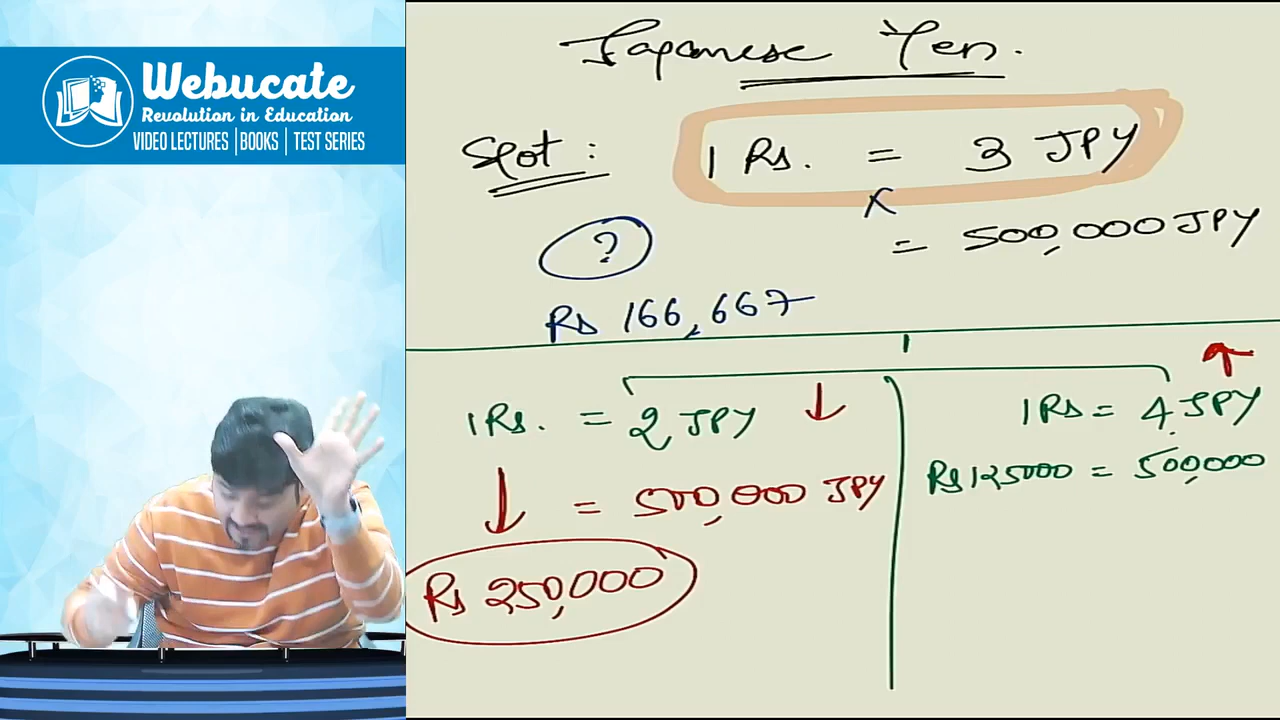 Webucate
Revolution in Education
VIDEO LECTURES | BOOKS | TEST SERIES
Japanese Yen.
Spot : 1 Rs. = 3 JPY
x
= 500,000 JPY
?
Rs 166,667
1 Rs. = 2 JPY ↓
↓ = 500,000 JPY
Rs 250,000
↑
1 Rs = 4 JPY
Rs 125000 = 500,000